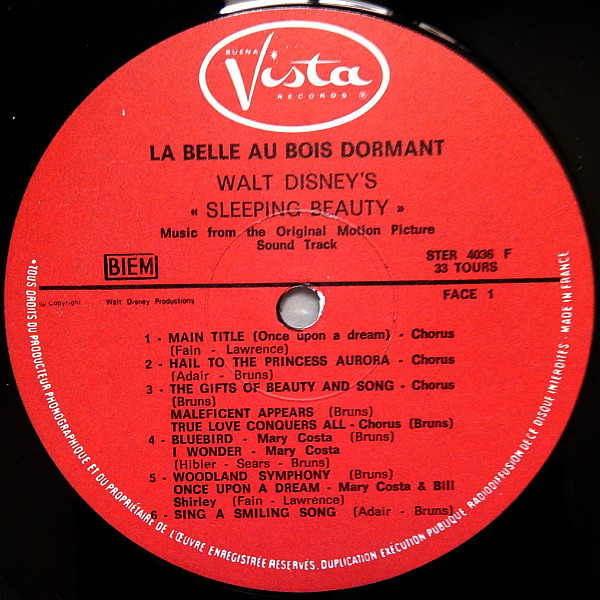 BUENA
Vista
RECORDS ®
LA BELLE AU BOIS DORMANT
WALT DISNEY'S
« SLEEPING BEAUTY »
Music from the Original Motion Picture
Sound Track
BIEM
STER 4036 F
33 TOURS
© Copyright Walt Disney Productions
FACE 1
1 - MAIN TITLE (Once upon a dream) - Chorus
(Fain - Lawrence)
2 - HAIL TO THE PRINCESS AURORA - Chorus
(Adair - Bruns)
3 - THE GIFTS OF BEAUTY AND SONG - Chorus
(Bruns)
MALEFICENT APPEARS (Bruns)
TRUE LOVE CONQUERS ALL - Chorus (Bruns)
4 - BLUEBIRD - Mary Costa (Bruns)
I WONDER - Mary Costa
(Hibler - Sears - Bruns)
5 - WOODLAND SYMPHONY (Bruns)
ONCE UPON A DREAM - Mary Costa & Bill
Shirley (Fain - Lawrence)
6 - SING A SMILING SONG (Adair - Bruns)
• TOUS DROITS DU PRODUCTEUR PHONOGRAPHIQUE ET DU PROPRIÉTAIRE DE L'ŒUVRE ENREGISTRÉE RÉSERVÉS. DUPLICATION EXÉCUTION PUBLIQUE RADIODIFFUSION DE CE DISQUE INTERDITES - MADE IN FRANCE